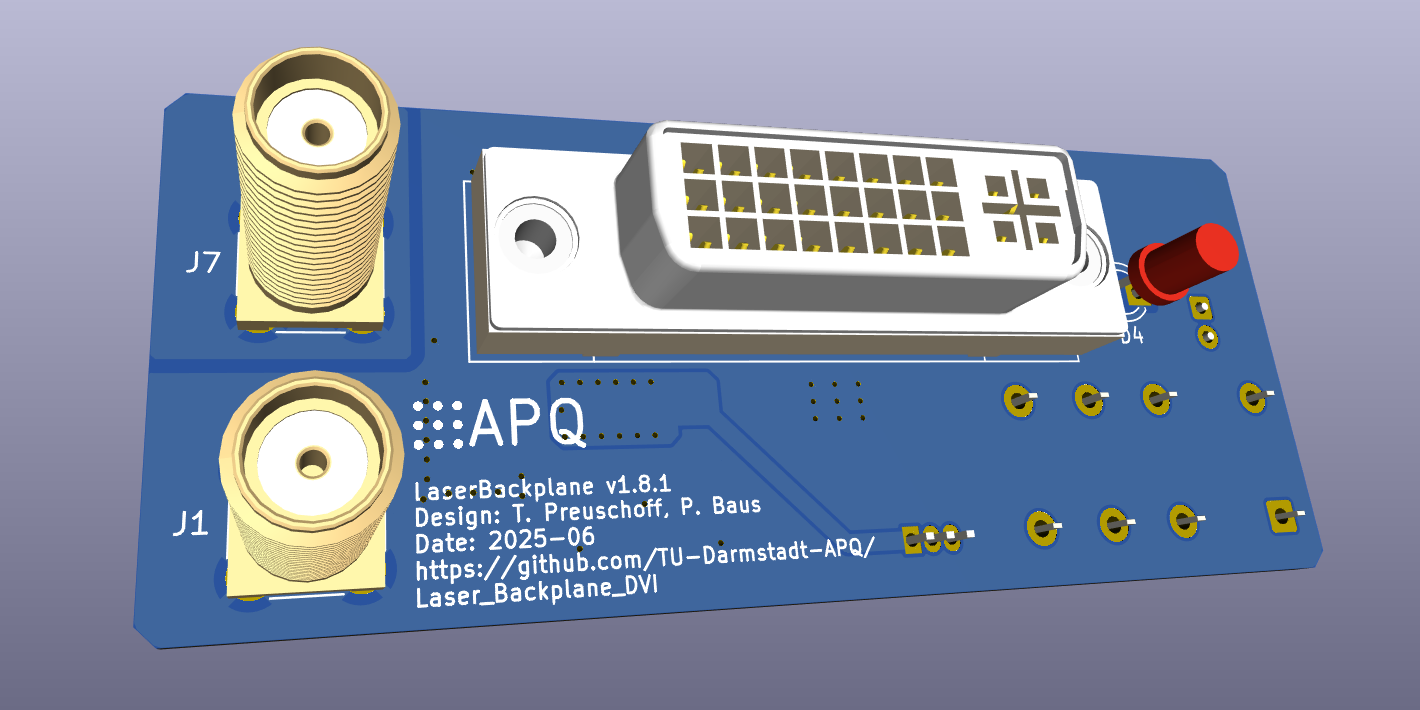 J7
D4
APQ
J1
LaserBackplane v1.8.1
Design: T. Preuschoff, P. Baus
Date: 2025-06
https://github.com/TU-Darmstadt-APQ/
Laser_Backplane_DVI